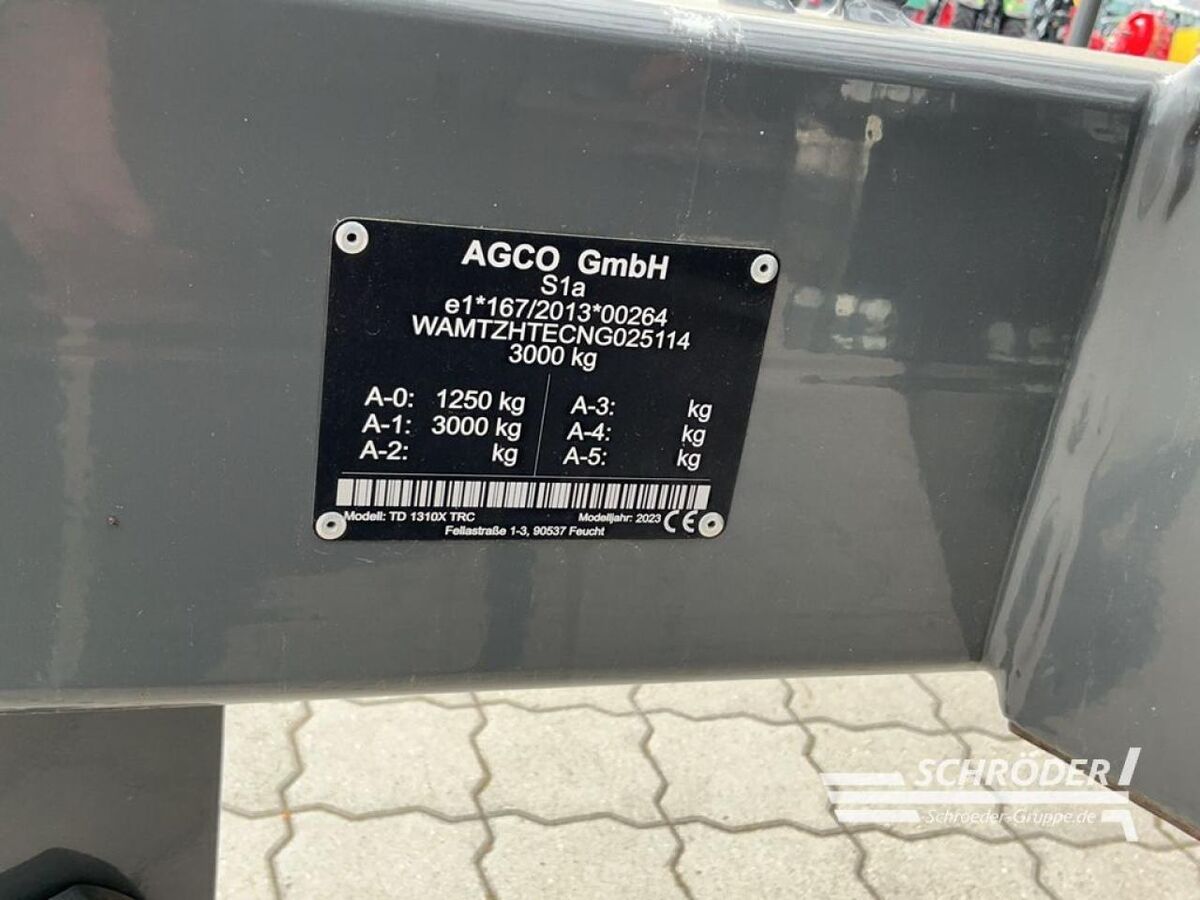 AGCO GmbH
S1a
e1*167/2013*00264
WAMTZHTECNG025114
3000 kg
A-0: 1250 kg
A-1: 3000 kg
A-2: kg
A-3: kg
A-4: kg
A-5: kg
Modell: TD 1310X TRC Modelljahr: 2023 CE
Fellastraße 1-3, 90537 Feucht
SCHRÖDER
Schroeder-Gruppe.de